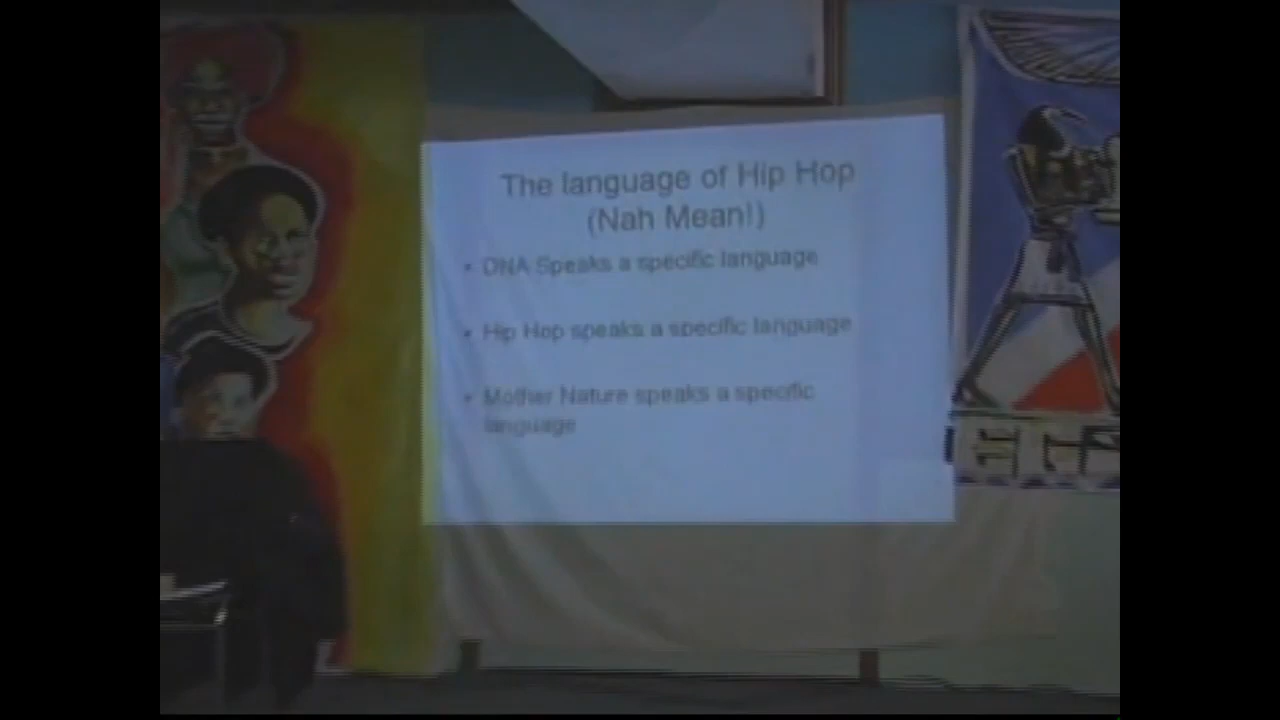 The language of Hip Hop
(Nah Mean!)
• DNA Speaks a specific language
• Hip Hop speaks a specific language
• Mother Nature speaks a specific
language